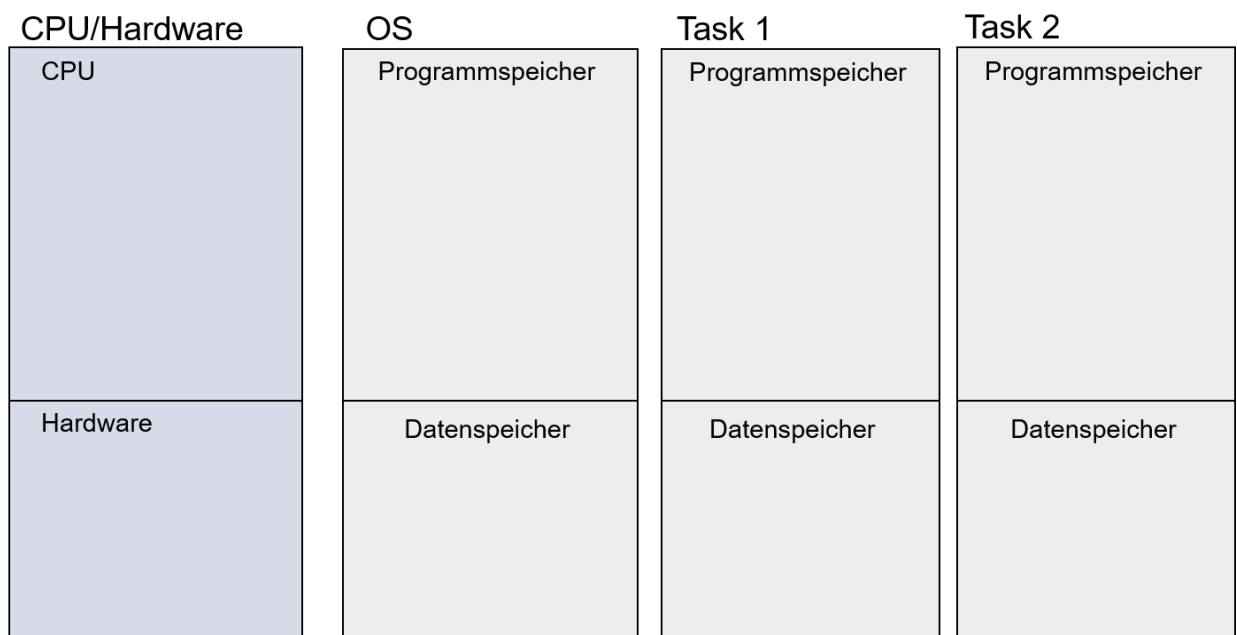 CPU/Hardware
OS
Task 1
Task 2
CPU
Programmspeicher
Programmspeicher
Programmspeicher
Hardware
Datenspeicher
Datenspeicher
Datenspeicher